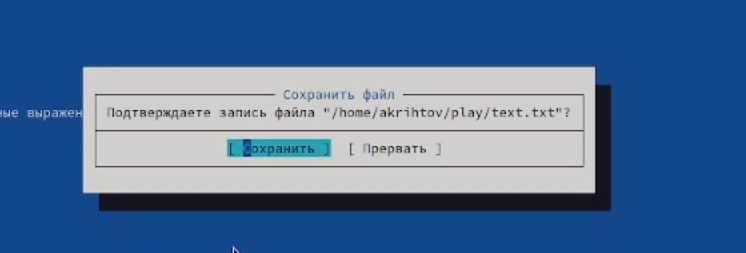 Сохранить файл
ные выражен
Подтверждаете запись файла "/home/akrihtov/play/text.txt"?
[ Сохранить ] [ Прервать ]